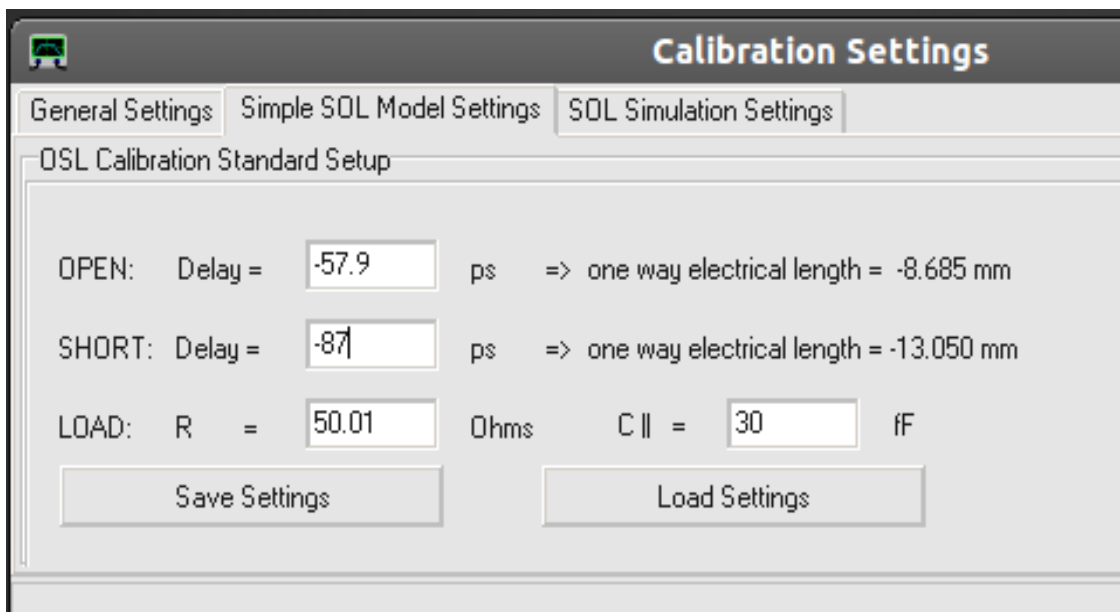 Calibration Settings
General Settings Simple SOL Model Settings SOL Simulation Settings
OSL Calibration Standard Setup
OPEN: Delay = -57.9 ps => one way electrical length = -8.685 mm
SHORT: Delay = -87 ps => one way electrical length = -13.050 mm
LOAD: R = 50.01 Ohms C || = 30 fF
Save Settings Load Settings